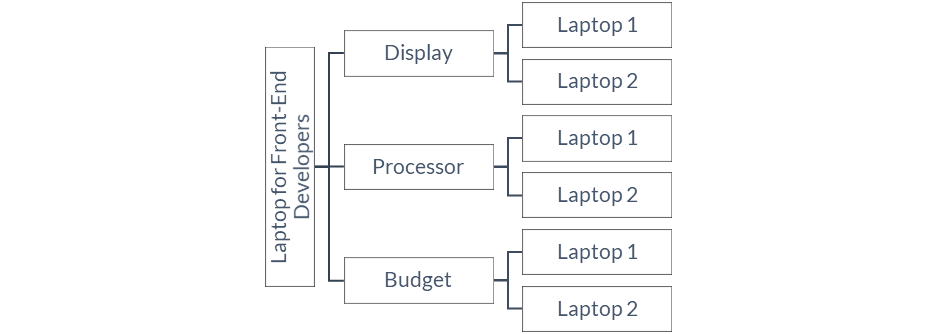 Laptop for Front-End
Developers
Display
Laptop 1
Laptop 2
Processor
Laptop 1
Laptop 2
Budget
Laptop 1
Laptop 2